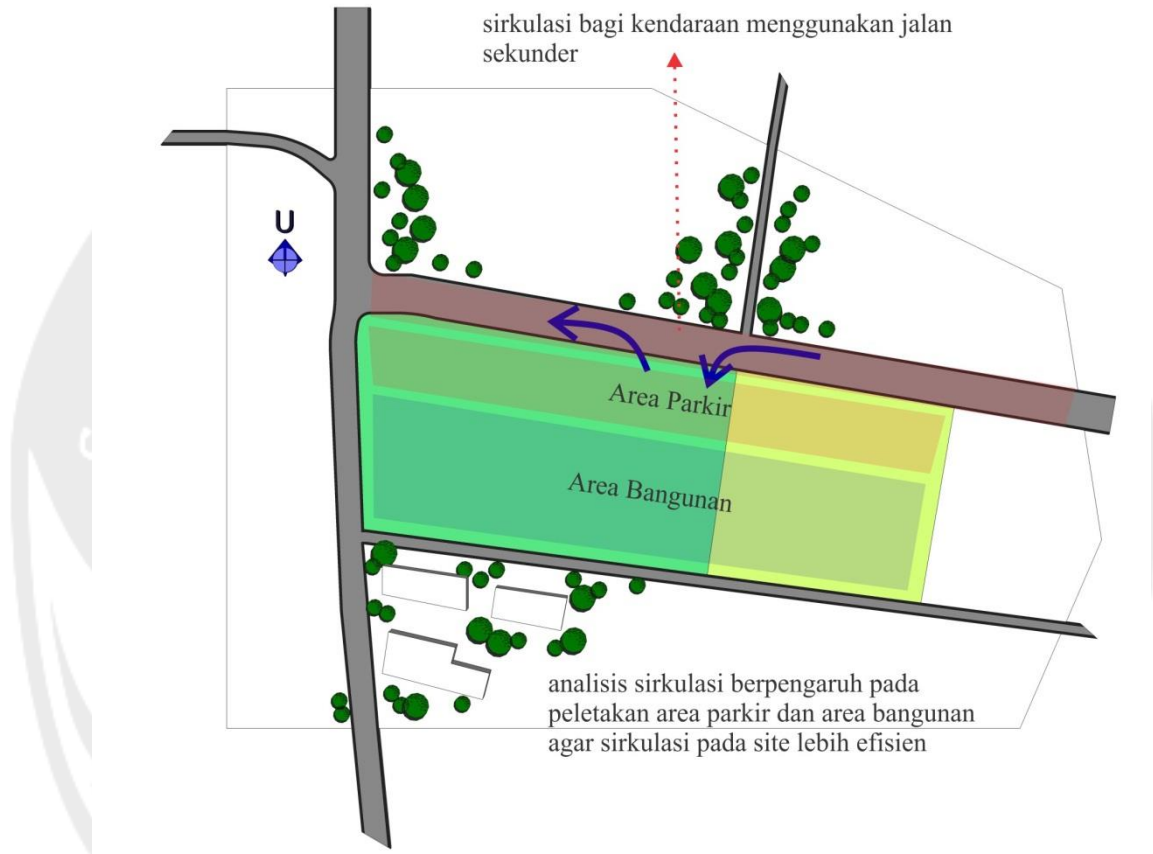 sirkulasi bagi kendaraan menggunakan jalan
sekunder
U
Area Parkir
Area Bangunan
analisis sirkulasi berpengaruh pada
peletakan area parkir dan area bangunan
agar sirkulasi pada site lebih efisien